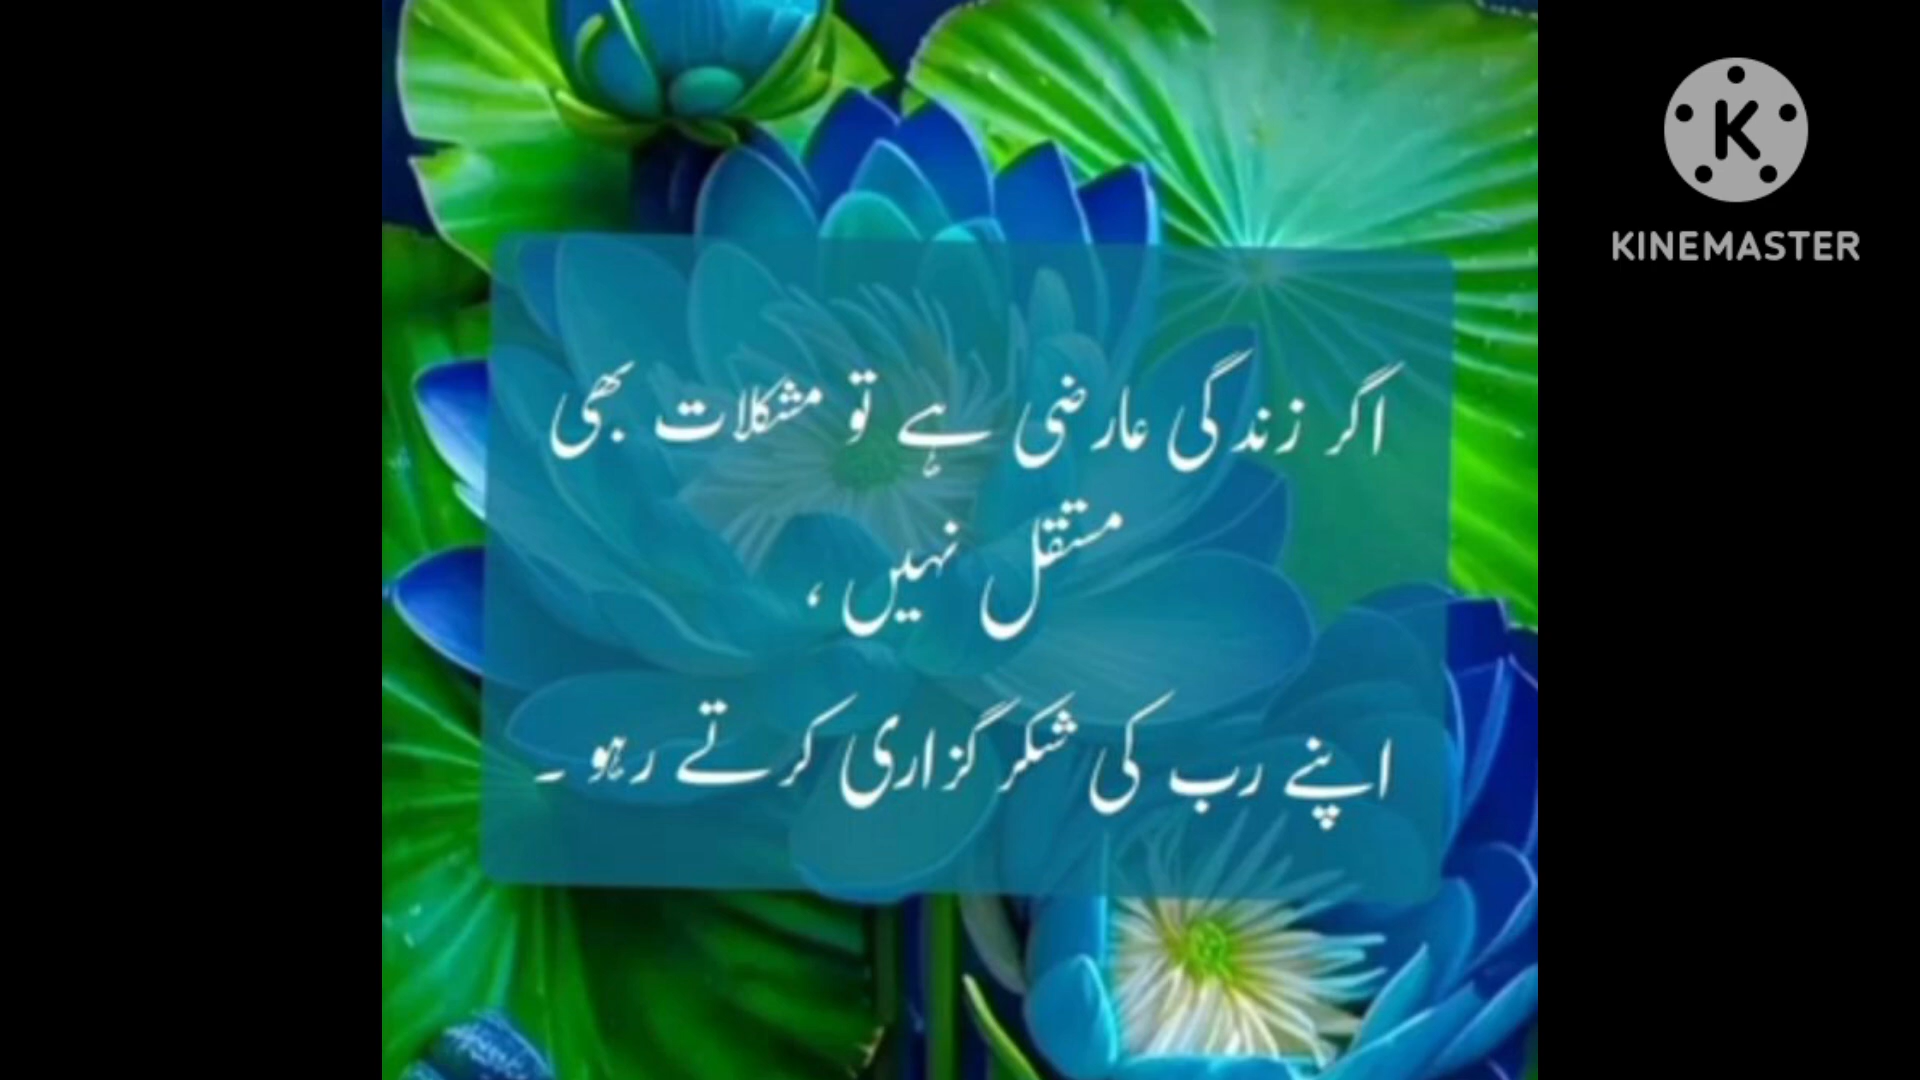 اگر زندگی عارضی ہے تو مشکلات بھی
مستقل نہیں ،
اپنے رب کی شکر گزاری کرتے رہو ۔
K
KINEMASTER